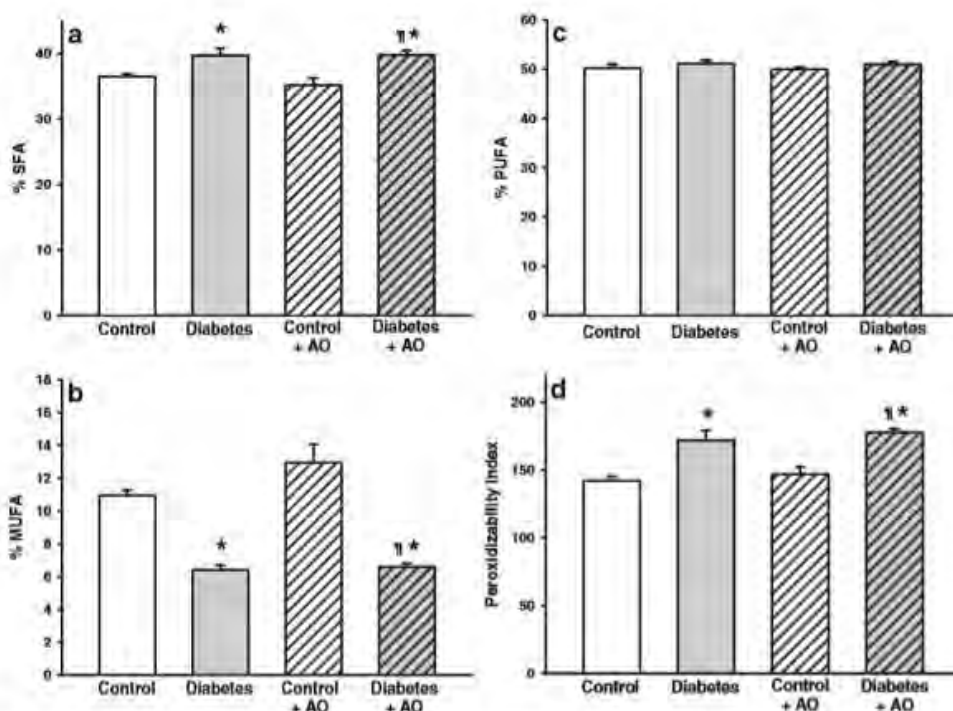 a
* ¶ *
40
30
20
10
0
% SFA
Control Diabetes Control + AO Diabetes + AO
c
60
50
40
30
20
10
0
% PUFA
Control Diabetes Control + AO Diabetes + AO
b
16
14
12
10
8
6
4
2
0
% MUFA
* ¶ *
Control Diabetes Control + AO Diabetes + AO
d
200
150
100
50
0
Peroxidizability Index
* ¶ *
Control Diabetes Control + AO Diabetes + AO